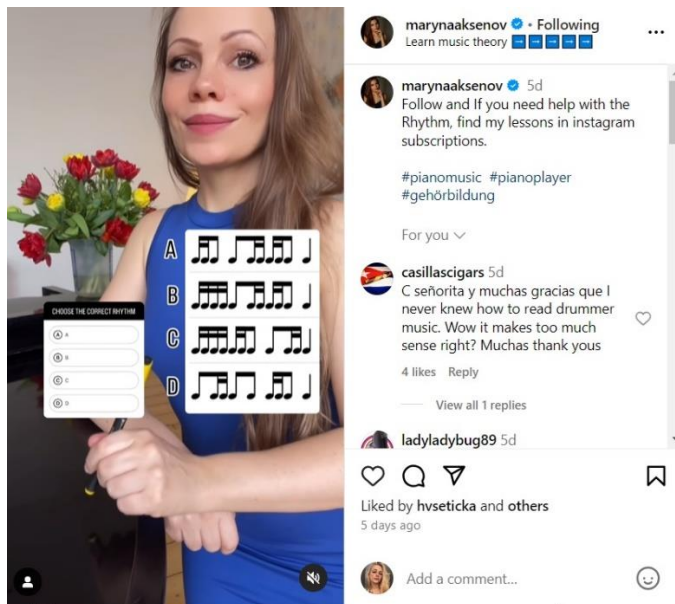 marynaaksenov • Following
Learn music theory
marynaaksenov 5d
Follow and If you need help with the
Rhythm, find my lessons in instagram
subscriptions.
#pianomusic #pianoplayer
#gehörbildung
For you
casillascigars 5d
C señorita y muchas gracias que I
never knew how to read drummer
music. Wow it makes too much
sense right? Muchas thank yous
4 likes Reply
View all 1 replies
ladyladybug89 5d
Liked by hvseticka and others
5 days ago
Add a comment...
A
B
C
D
CHOOSE THE CORRECT RHYTHM
A A
B B
C C
D D